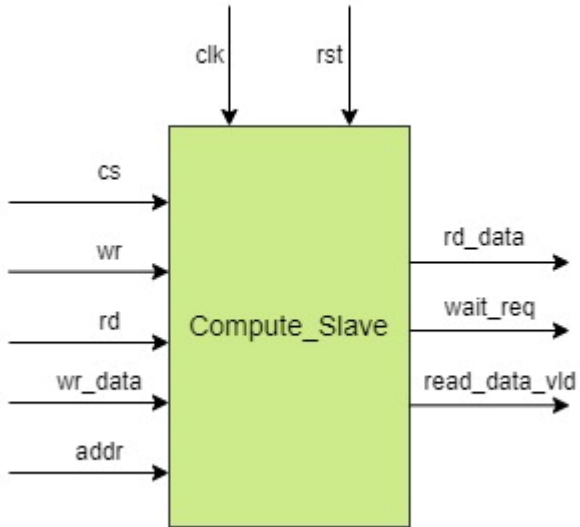 clk
rst
cs
wr
rd
wr_data
addr
Compute_Slave
rd_data
wait_req
read_data_vld